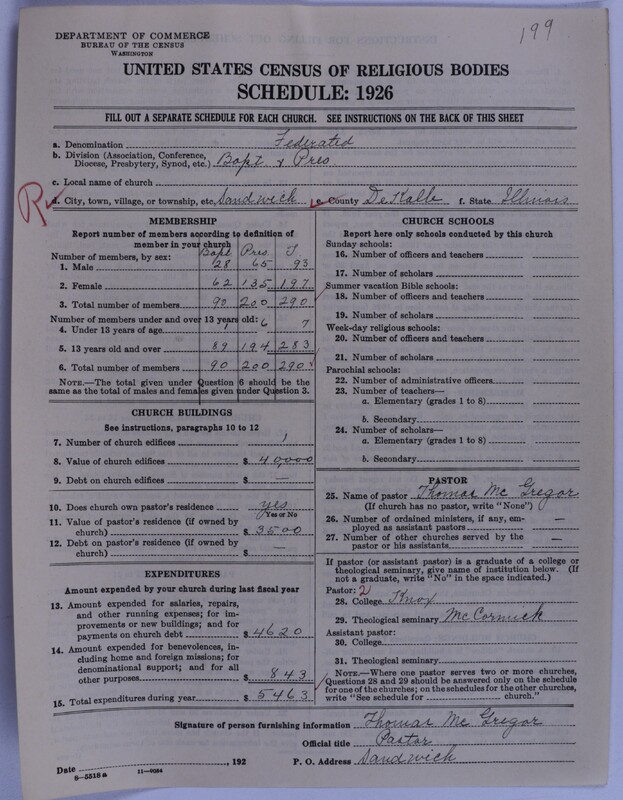 199
DEPARTMENT OF COMMERCE
BUREAU OF THE CENSUS
WASHINGTON
UNITED STATES CENSUS OF RELIGIOUS BODIES
SCHEDULE: 1926
FILL OUT A SEPARATE SCHEDULE FOR EACH CHURCH. SEE INSTRUCTIONS ON THE BACK OF THIS SHEET
a. Denomination Federated
b. Division (Association, Conference, Diocese, Presbytery, Synod, etc.) Bapt & Pres
c. Local name of church
R d. City, town, village, or township, etc. Sandwich e. County DeKalb f. State Illinois
MEMBERSHIP
Report number of members according to definition of
member in your church
Number of members, by sex: Bapt Pres T
1. Male 28 65 93
2. Female 62 135 197
3. Total number of members 90 200 290
Number of members under and over 13 years old:
4. Under 13 years of age 1 6 7
5. 13 years old and over 89 194 283
6. Total number of members 90 200 290
NOTE.—The total given under Question 6 should be the
same as the total of males and females given under Question 3.
CHURCH BUILDINGS
See instructions, paragraphs 10 to 12
7. Number of church edifices 1
8. Value of church edifices $ 40,000
9. Debt on church edifices $ —
10. Does church own pastor's residence yes
Yes or No
11. Value of pastor's residence (if owned by
church) $ 3500
12. Debt on pastor's residence (if owned by
church) $ —
EXPENDITURES
Amount expended by your church during last fiscal year
13. Amount expended for salaries, repairs,
and other running expenses; for im-
provements or new buildings; and for
payments on church debt $ 4620
14. Amount expended for benevolences, in-
cluding home and foreign missions; for
denominational support; and for all
other purposes $ 843
15. Total expenditures during year $ 5463
CHURCH SCHOOLS
Report here only schools conducted by this church
Sunday schools:
16. Number of officers and teachers
17. Number of scholars
Summer vacation Bible schools:
18. Number of officers and teachers
19. Number of scholars
Week-day religious schools:
20. Number of officers and teachers
21. Number of scholars
Parochial schools:
22. Number of administrative officers
23. Number of teachers—
a. Elementary (grades 1 to 8)
b. Secondary
24. Number of scholars—
a. Elementary (grades 1 to 8)
b. Secondary
PASTOR
25. Name of pastor Thomas Mc Gregor
(If church has no pastor, write "None")
26. Number of ordained ministers, if any, em-
ployed as assistant pastors —
27. Number of other churches served by the
pastor or his assistants —
If pastor (or assistant pastor) is a graduate of a college or
theological seminary, give name of institution below. (If
not a graduate, write "No" in the space indicated.)
Pastor: 2
28. College Knox
29. Theological seminary McCormick
Assistant pastor:
30. College
31. Theological seminary
NOTE.—Where one pastor serves two or more churches,
Questions 28 and 29 should be answered only on the schedule
for one of the churches; on the schedules for the other churches,
write "See schedule for church."
Signature of person furnishing information Thomas Mc Gregor
Official title Pastor
Date , 192 P. O. Address Sandwich
8-5518a 11-9034